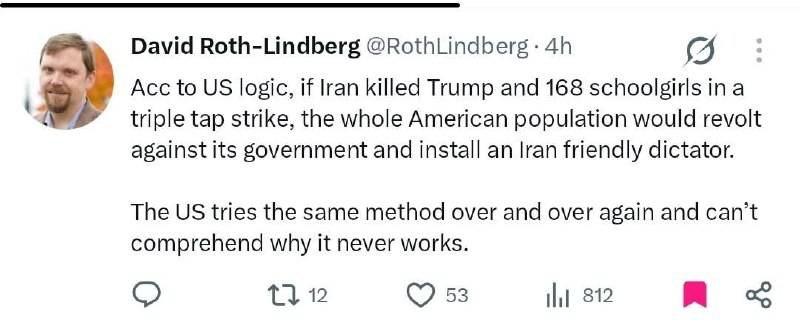 David Roth-Lindberg @RothLindberg · 4h
Acc to US logic, if Iran killed Trump and 168 schoolgirls in a
triple tap strike, the whole American population would revolt
against its government and install an Iran friendly dictator.
The US tries the same method over and over again and can’t
comprehend why it never works.
12 53 812